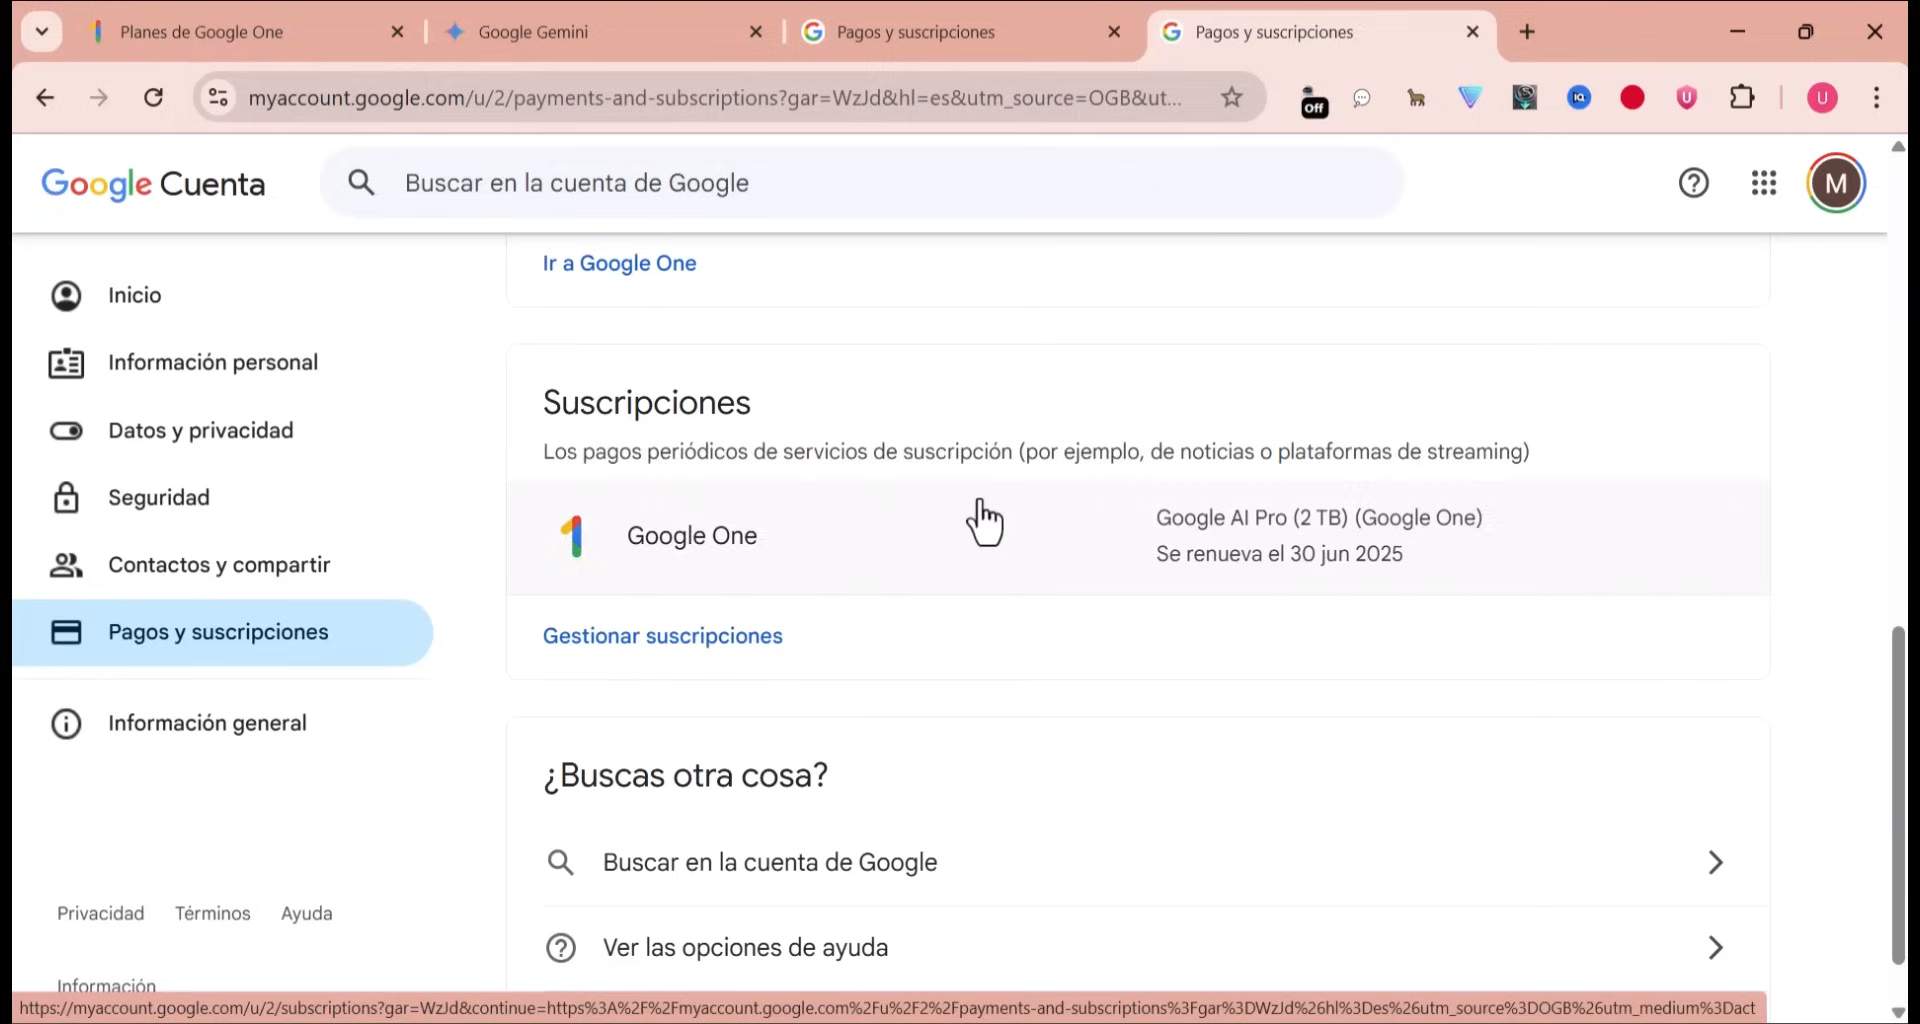 Planes de Google One
Google Gemini
Pagos y suscripciones
Pagos y suscripciones
myaccount.google.com/u/2/payments-and-subscriptions?gar=WzJd&hl=es&utm_source=OGB&ut...
Off
IQ
U
U
Google Cuenta
Buscar en la cuenta de Google
M
Ir a Google One
Inicio
Información personal
Datos y privacidad
Seguridad
Contactos y compartir
Pagos y suscripciones
Información general
Suscripciones
Los pagos periódicos de servicios de suscripción (por ejemplo, de noticias o plataformas de streaming)
Google One
Google AI Pro (2 TB) (Google One)
Se renueva el 30 jun 2025
Gestionar suscripciones
¿Buscas otra cosa?
Buscar en la cuenta de Google
Ver las opciones de ayuda
Privacidad Términos Ayuda
Información
https://myaccount.google.com/u/2/subscriptions?gar=WzJd&continue=https%3A%2F%2Fmyaccount.google.com%2Fu%2F2%2Fpayments-and-subscriptions%3Fgar%3DWzJd%26hl%3Des%26utm_source%3DOGB%26utm_medium%3Dact